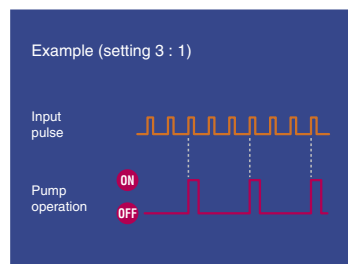 Example (setting 3 : 1)
Input
pulse
ON
Pump
operation
OFF